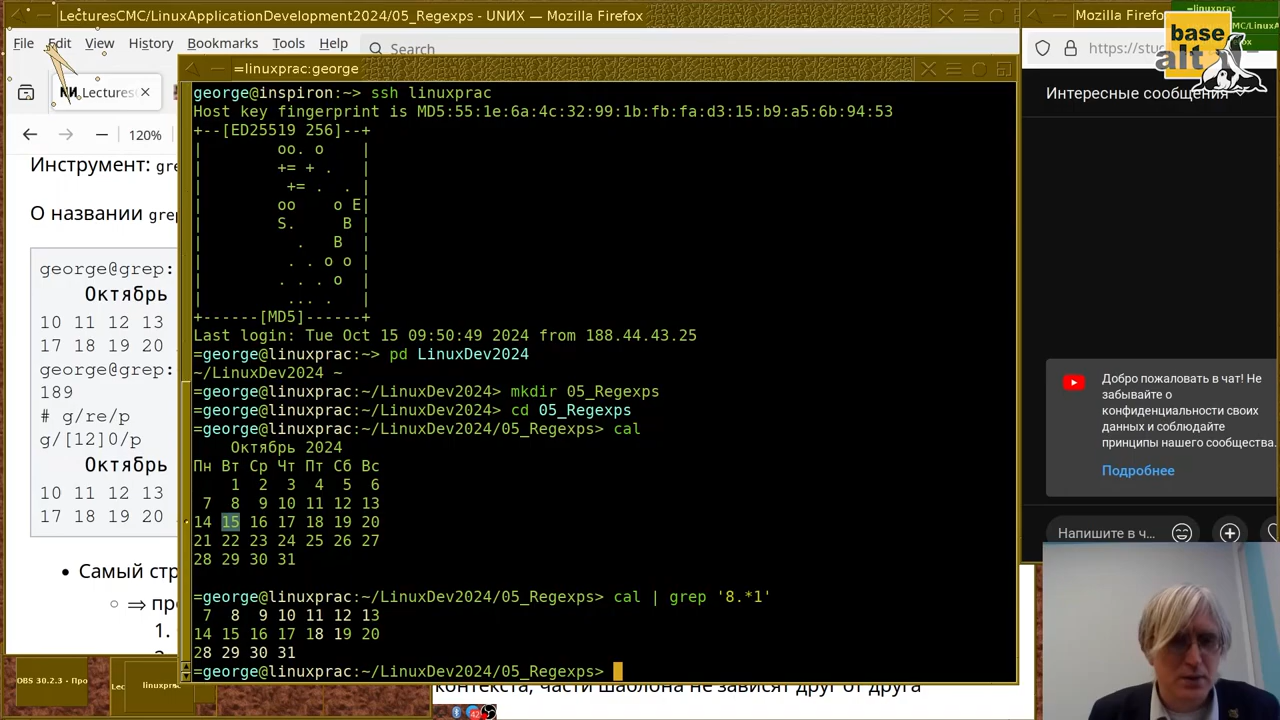 LecturesCMC/LinuxApplicationDevelopment2024/05_Regexps - UNИX — Mozilla Firefox
File Edit View History Bookmarks Tools Help
Search
Lectures
120%
Инструмент: gre
О названии grep
george@grep:
Октябрь
10 11 12 13
17 18 19 20
george@grep:
189
# g/re/p
g/[12]0/p
Октябрь
10 11 12 13
17 18 19 20
Самый стр
⇒ про
1.
=linuxprac:george
george@inspiron:~> ssh linuxprac
Host key fingerprint is MD5:55:1e:6a:4c:32:99:1b:fb:fa:d3:15:b9:a5:6b:94:53
+--[ED25519 256]--+
|        oo. o    |
|        += + .   |
|         += .  . |
|        oo    o E|
|        S.     B |
|          .   B  |
|         . . o o |
|         . . . o |
|         ... .   |
+------[MD5]------+
Last login: Tue Oct 15 09:50:49 2024 from 188.44.43.25
=george@linuxprac:~> pd LinuxDev2024
~/LinuxDev2024 ~
=george@linuxprac:~/LinuxDev2024> mkdir 05_Regexps
=george@linuxprac:~/LinuxDev2024> cd 05_Regexps
=george@linuxprac:~/LinuxDev2024/05_Regexps> cal
Октябрь 2024
Пн Вт Ср Чт Пт Сб Вс
1 2 3 4 5 6
7 8 9 10 11 12 13
14 15 16 17 18 19 20
21 22 23 24 25 26 27
28 29 30 31
=george@linuxprac:~/LinuxDev2024/05_Regexps> cal | grep '8.*1'
7 8 9 10 11 12 13
14 15 16 17 18 19 20
28 29 30 31
=george@linuxprac:~/LinuxDev2024/05_Regexps>
контекста, части шаблона не зависят друг от друга
OBS 30.2.3 - Про
Lec
linuxprac
Mozilla Firefo
=linuxprac
CMC/LinuxA
base
alt
https://stu
Интересные сообщения
Добро пожаловать в чат! Не
забывайте о
конфиденциальности своих
данных и соблюдайте
принципы нашего сообщества.
Подробнее
Напишите в ч...